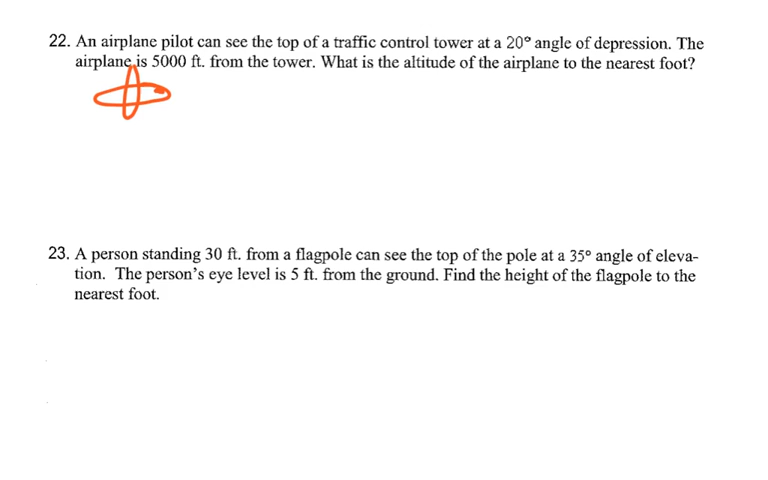 22. An airplane pilot can see the top of a traffic control tower at a 20° angle of depression. The
airplane is 5000 ft. from the tower. What is the altitude of the airplane to the nearest foot?
23. A person standing 30 ft. from a flagpole can see the top of the pole at a 35° angle of eleva-
tion. The person's eye level is 5 ft. from the ground. Find the height of the flagpole to the
nearest foot.